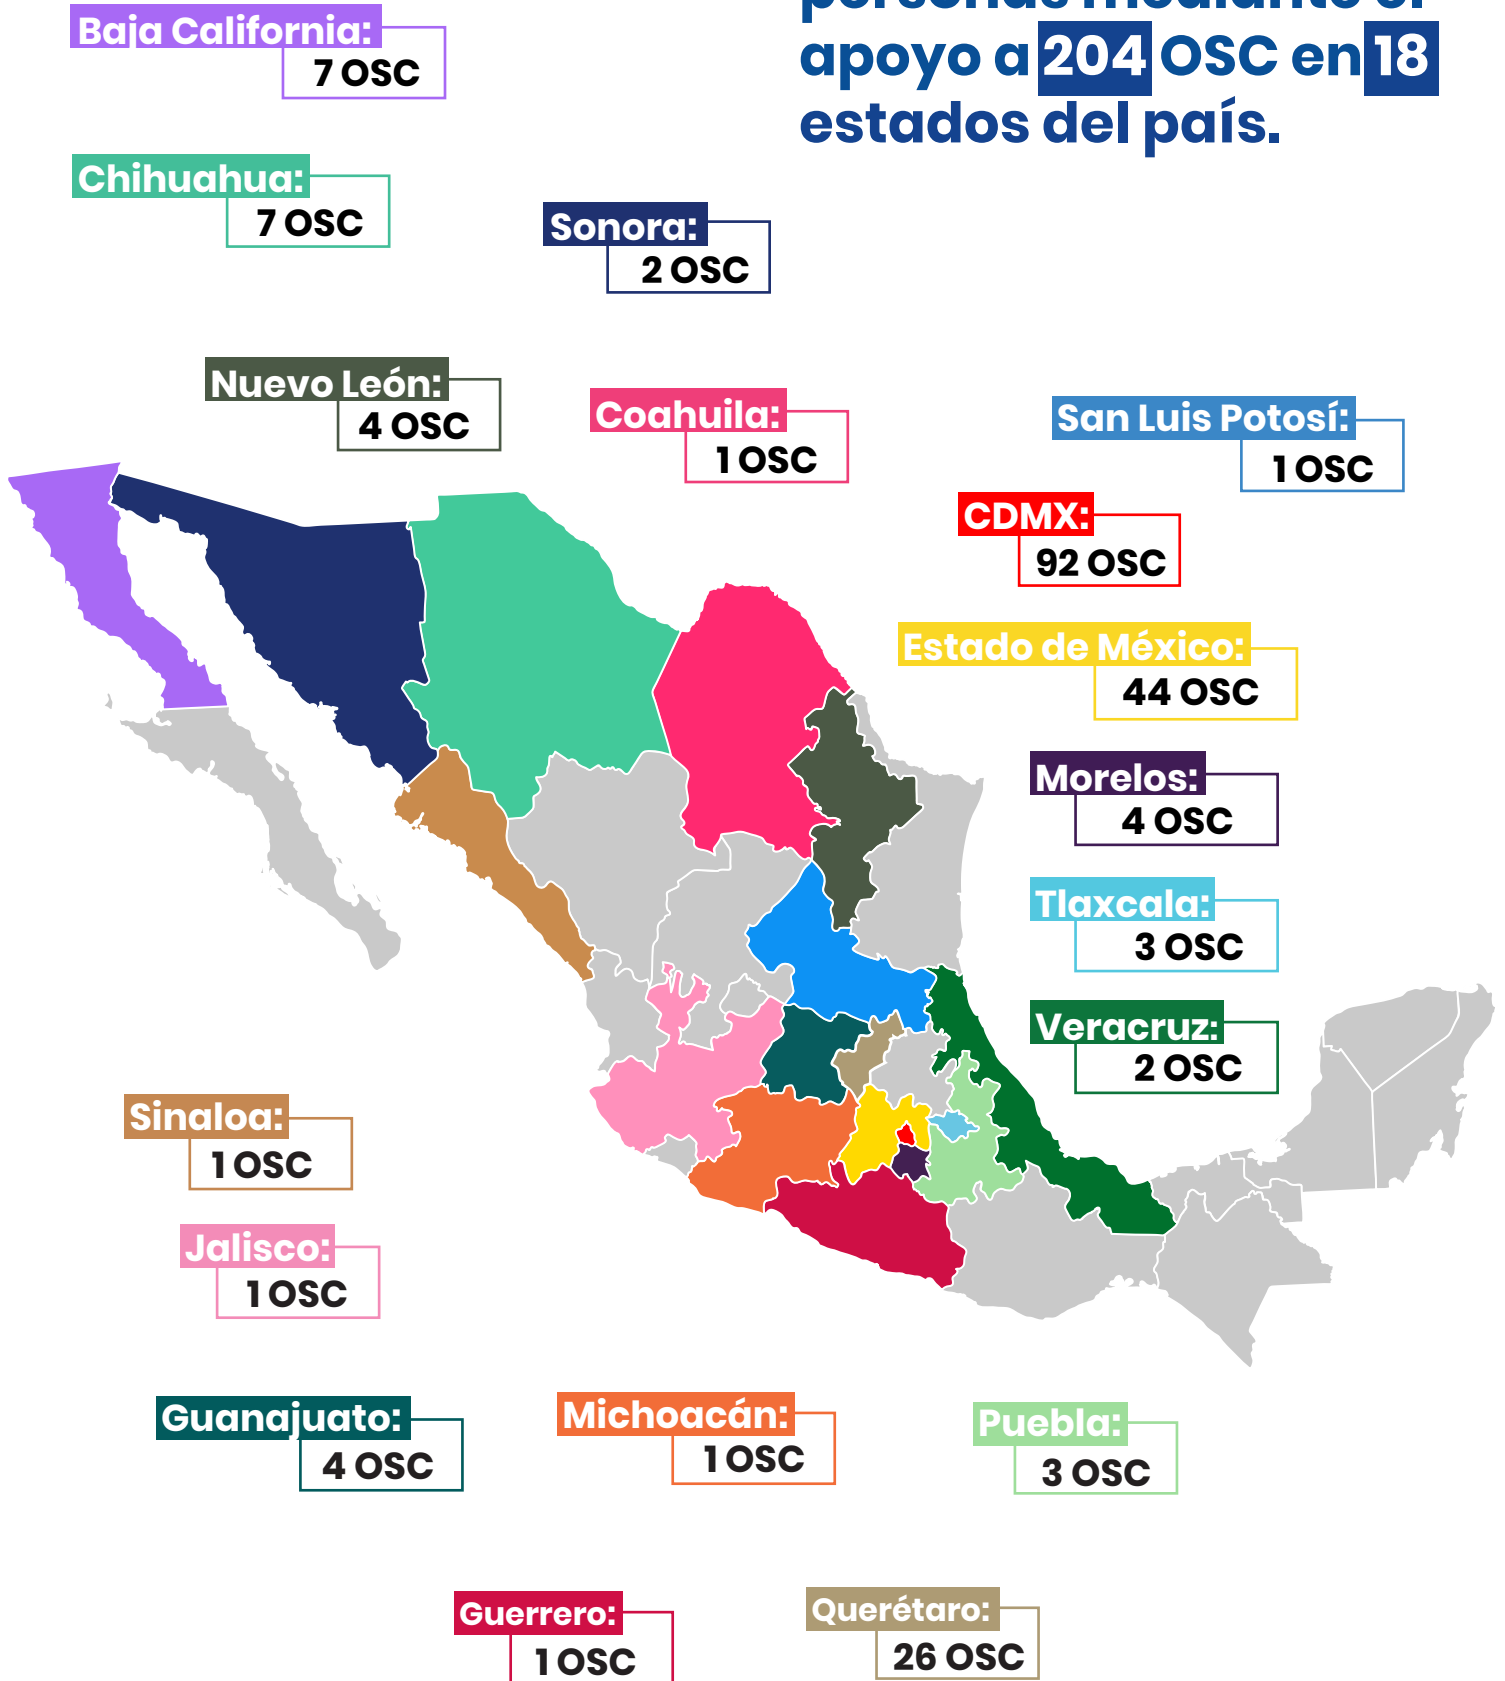 personas mediante el
apoyo a 204 OSC en 18
estados del país.
Baja California:
7 OSC
Chihuahua:
7 OSC
Sonora:
2 OSC
Nuevo León:
4 OSC
Coahuila:
1 OSC
San Luis Potosí:
1 OSC
CDMX:
92 OSC
Estado de México:
44 OSC
Morelos:
4 OSC
Tlaxcala:
3 OSC
Veracruz:
2 OSC
Sinaloa:
1 OSC
Jalisco:
1 OSC
Guanajuato:
4 OSC
Michoacán:
1 OSC
Puebla:
3 OSC
Guerrero:
1 OSC
Querétaro:
26 OSC